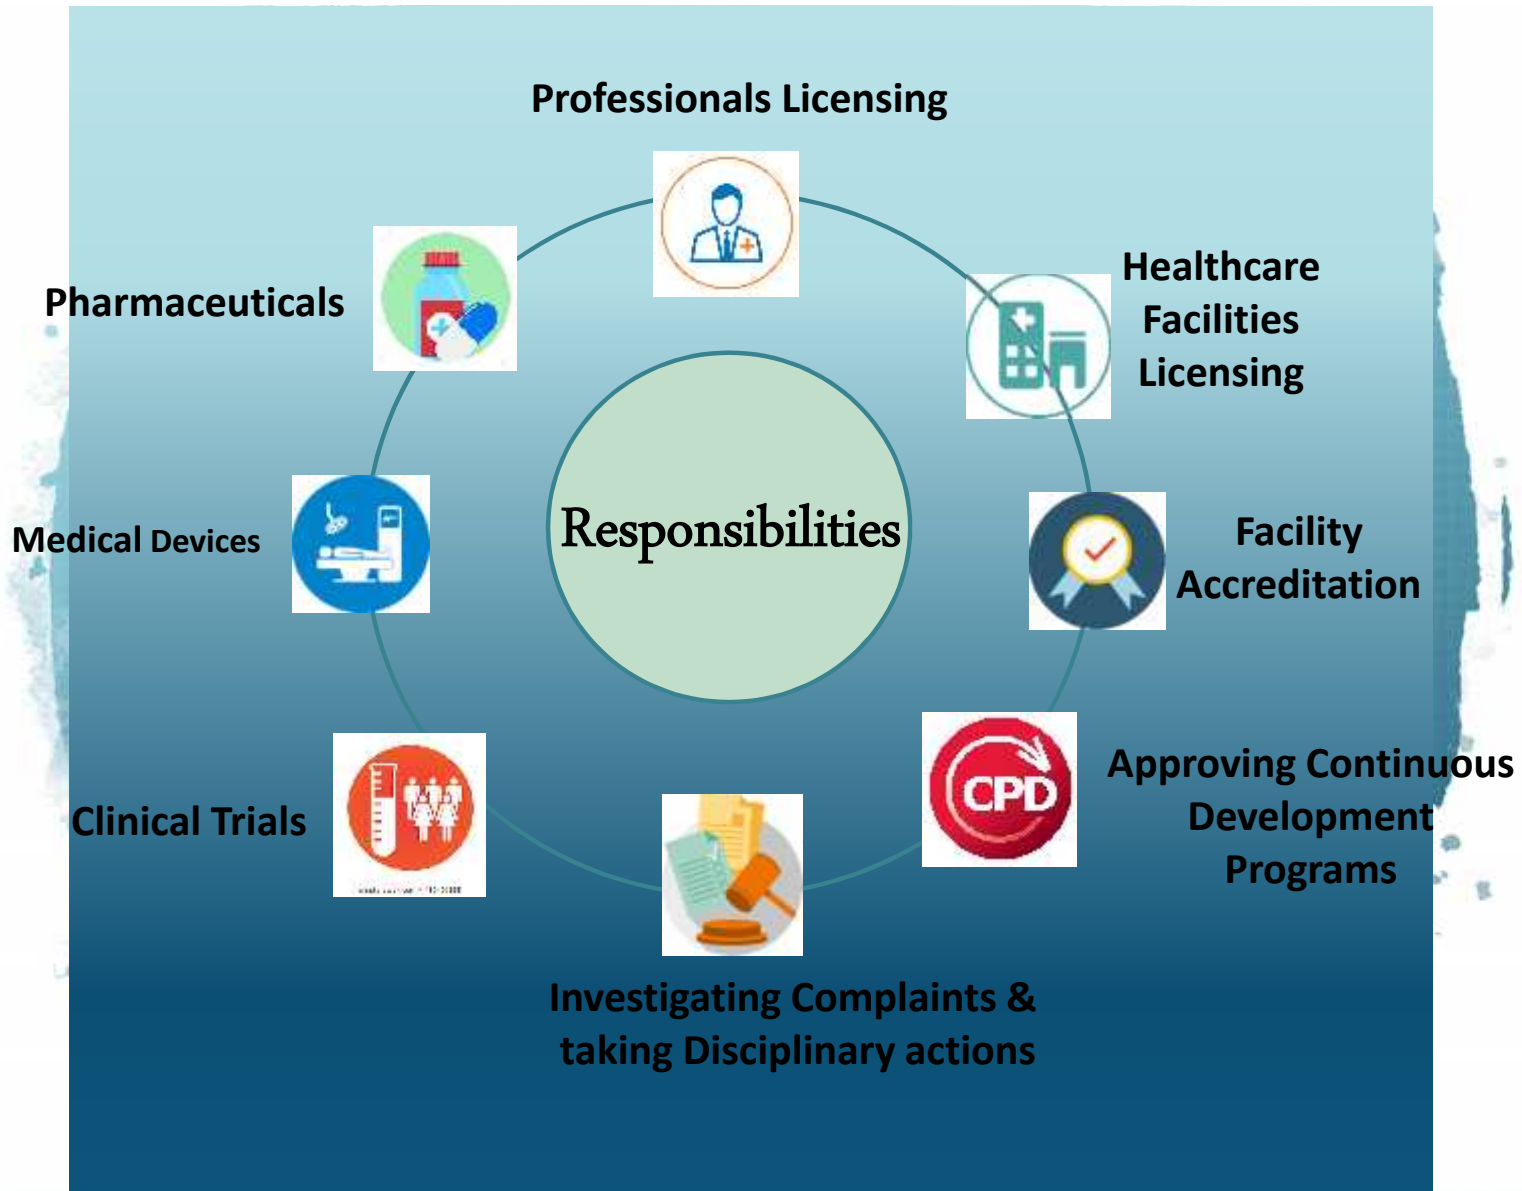 Professionals Licensing
Healthcare
Facilities
Licensing
Pharmaceuticals
Responsibilities
Medical Devices
Facility
Accreditation
CPD
Approving Continuous
Development
Programs
Clinical Trials
Investigating Complaints &
taking Disciplinary actions